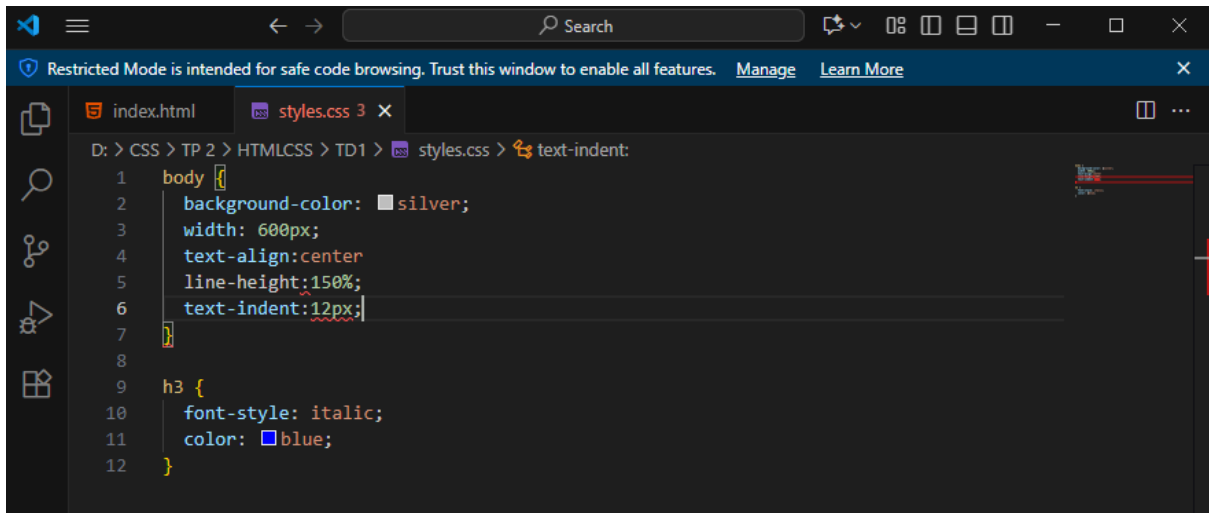 Search
Restricted Mode is intended for safe code browsing. Trust this window to enable all features. Manage Learn More
index.html styles.css 3
D: > CSS > TP 2 > HTMLCSS > TD1 > styles.css > text-indent:
1 body {
2 background-color: silver;
3 width: 600px;
4 text-align:center
5 line-height:150%;
6 text-indent:12px;
7 }
8
9 h3 {
10 font-style: italic;
11 color: blue;
12 }